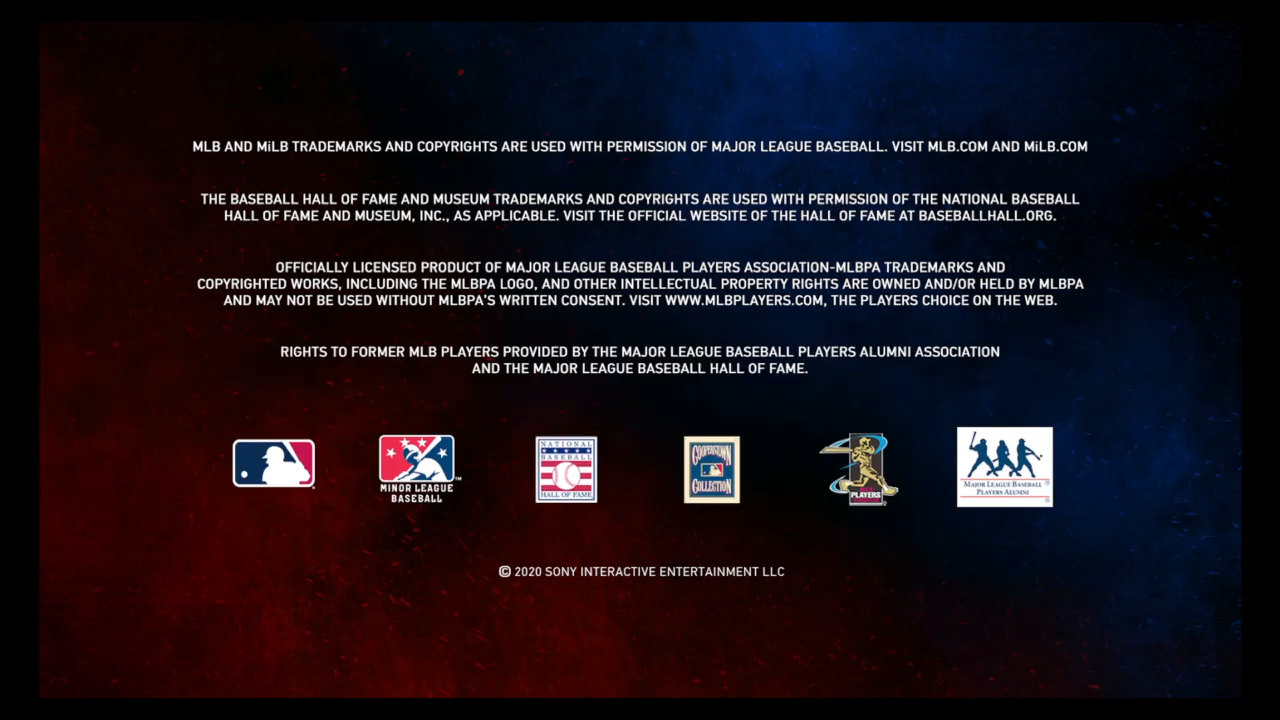 MLB AND MiLB TRADEMARKS AND COPYRIGHTS ARE USED WITH PERMISSION OF MAJOR LEAGUE BASEBALL. VISIT MLB.COM AND MiLB.COM
THE BASEBALL HALL OF FAME AND MUSEUM TRADEMARKS AND COPYRIGHTS ARE USED WITH PERMISSION OF THE NATIONAL BASEBALL
HALL OF FAME AND MUSEUM, INC., AS APPLICABLE. VISIT THE OFFICIAL WEBSITE OF THE HALL OF FAME AT BASEBALLHALL.ORG.
OFFICIALLY LICENSED PRODUCT OF MAJOR LEAGUE BASEBALL PLAYERS ASSOCIATION-MLBPA TRADEMARKS AND
COPYRIGHTED WORKS, INCLUDING THE MLBPA LOGO, AND OTHER INTELLECTUAL PROPERTY RIGHTS ARE OWNED AND/OR HELD BY MLBPA
AND MAY NOT BE USED WITHOUT MLBPA'S WRITTEN CONSENT. VISIT WWW.MLBPLAYERS.COM, THE PLAYERS CHOICE ON THE WEB.
RIGHTS TO FORMER MLB PLAYERS PROVIDED BY THE MAJOR LEAGUE BASEBALL PLAYERS ALUMNI ASSOCIATION
AND THE MAJOR LEAGUE BASEBALL HALL OF FAME.
MINOR LEAGUE
BASEBALL
NATIONAL
BASEBALL
HALL OF FAME
COOPERSTOWN
COLLECTION
PLAYERS
MAJOR LEAGUE BASEBALL
PLAYERS ALUMNI
© 2020 SONY INTERACTIVE ENTERTAINMENT LLC